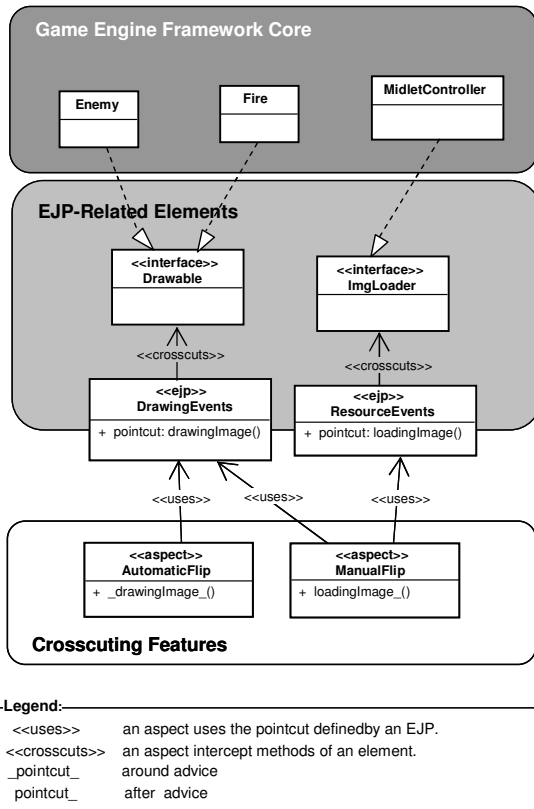 Game Engine Framework Core
Enemy
Fire
MidletController
EJP-Related Elements
<<interface>>
Drawable
<<interface>>
ImgLoader
<<crosscuts>>
<<crosscuts>>
<<ejp>>
DrawingEvents
+ pointcut: drawingImage()
<<ejp>>
ResourceEvents
+ pointcut: loadingImage()
<<uses>>
<<uses>>
<<uses>>
<<aspect>>
AutomaticFlip
+ _drawingImage_()
<<aspect>>
ManualFlip
+ loadingImage_()
Crosscuting Features
Legend:
<<uses>> an aspect uses the pointcut definedby an EJP.
<<crosscuts>> an aspect intercept methods of an element.
_pointcut_ around advice
pointcut_ after advice